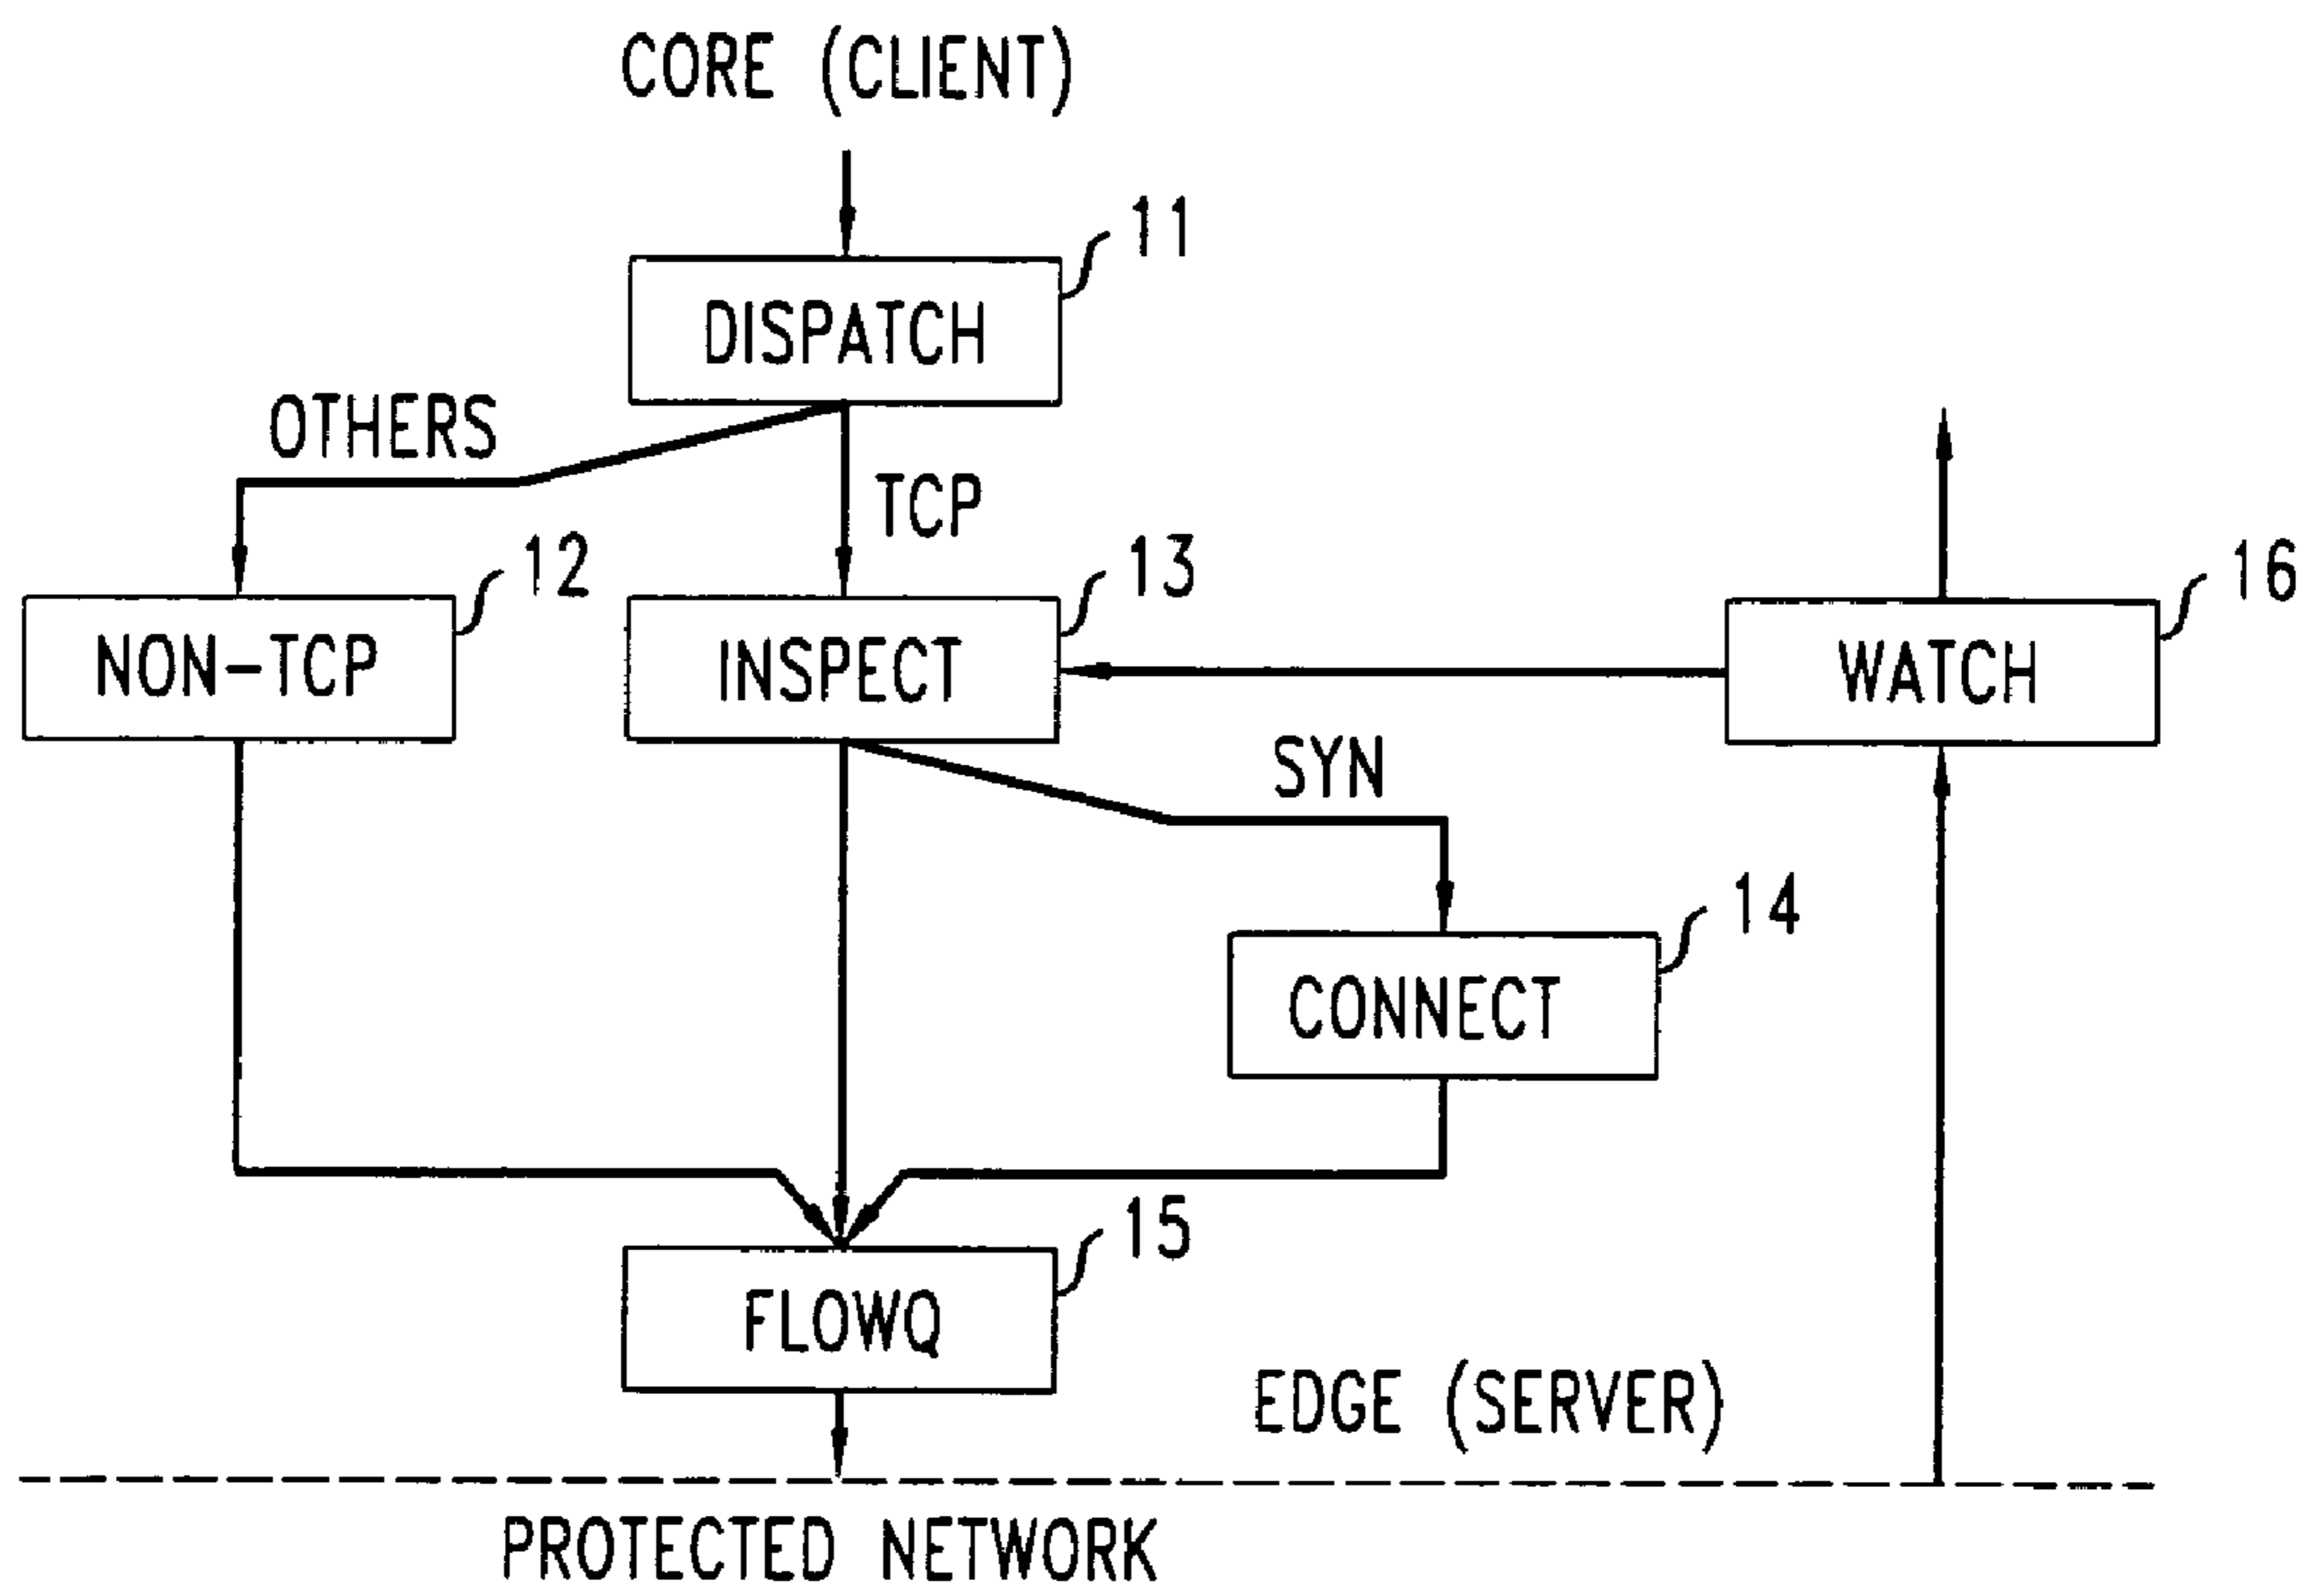 CORE (CLIENT)
11
DISPATCH
OTHERS
TCP
12
13
16
NON-TCP
INSPECT
WATCH
SYN
14
CONNECT
15
FLOWQ
EDGE (SERVER)
PROTECTED NETWORK